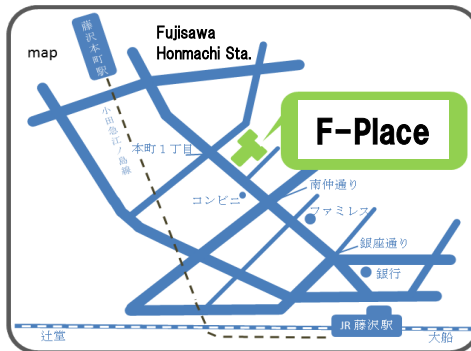 map
藤沢本町駅
Fujisawa
Honmachi Sta.
小田急江ノ島線
F-Place
本町１丁目
コンビニ
南仲通り
ファミレス
銀座通り
銀行
JR 藤沢駅
辻堂
大船